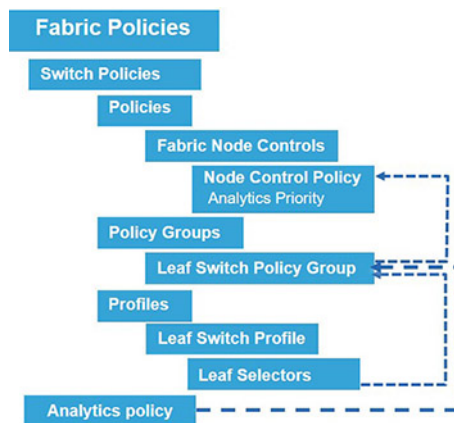 Fabric Policies
Switch Policies
Policies
Fabric Node Controls
Node Control Policy
Analytics Priority
Policy Groups
Leaf Switch Policy Group
Profiles
Leaf Switch Profile
Leaf Selectors
Analytics policy